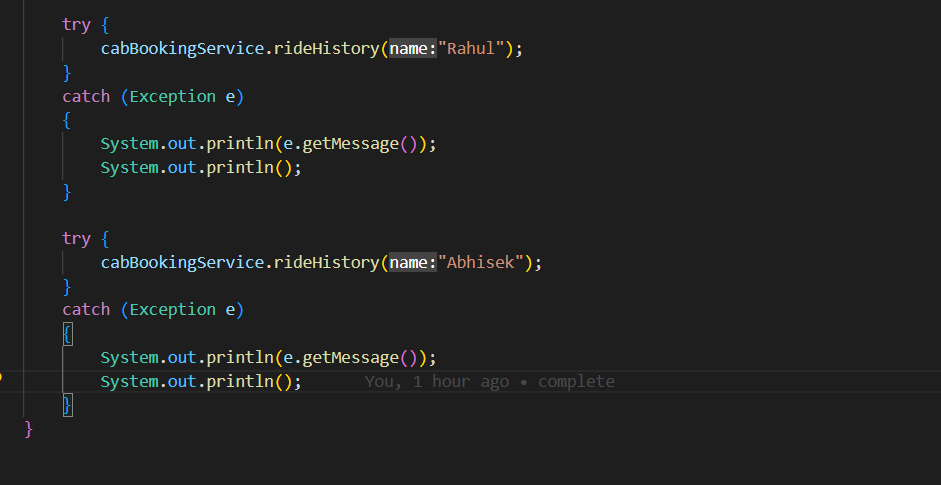 try {
cabBookingService.rideHistory(name:"Rahul");
}
catch (Exception e)
{
System.out.println(e.getMessage());
System.out.println();
}
try {
cabBookingService.rideHistory(name:"Abhisek");
}
catch (Exception e)
{
System.out.println(e.getMessage());
System.out.println(); You, 1 hour ago • complete
}
}